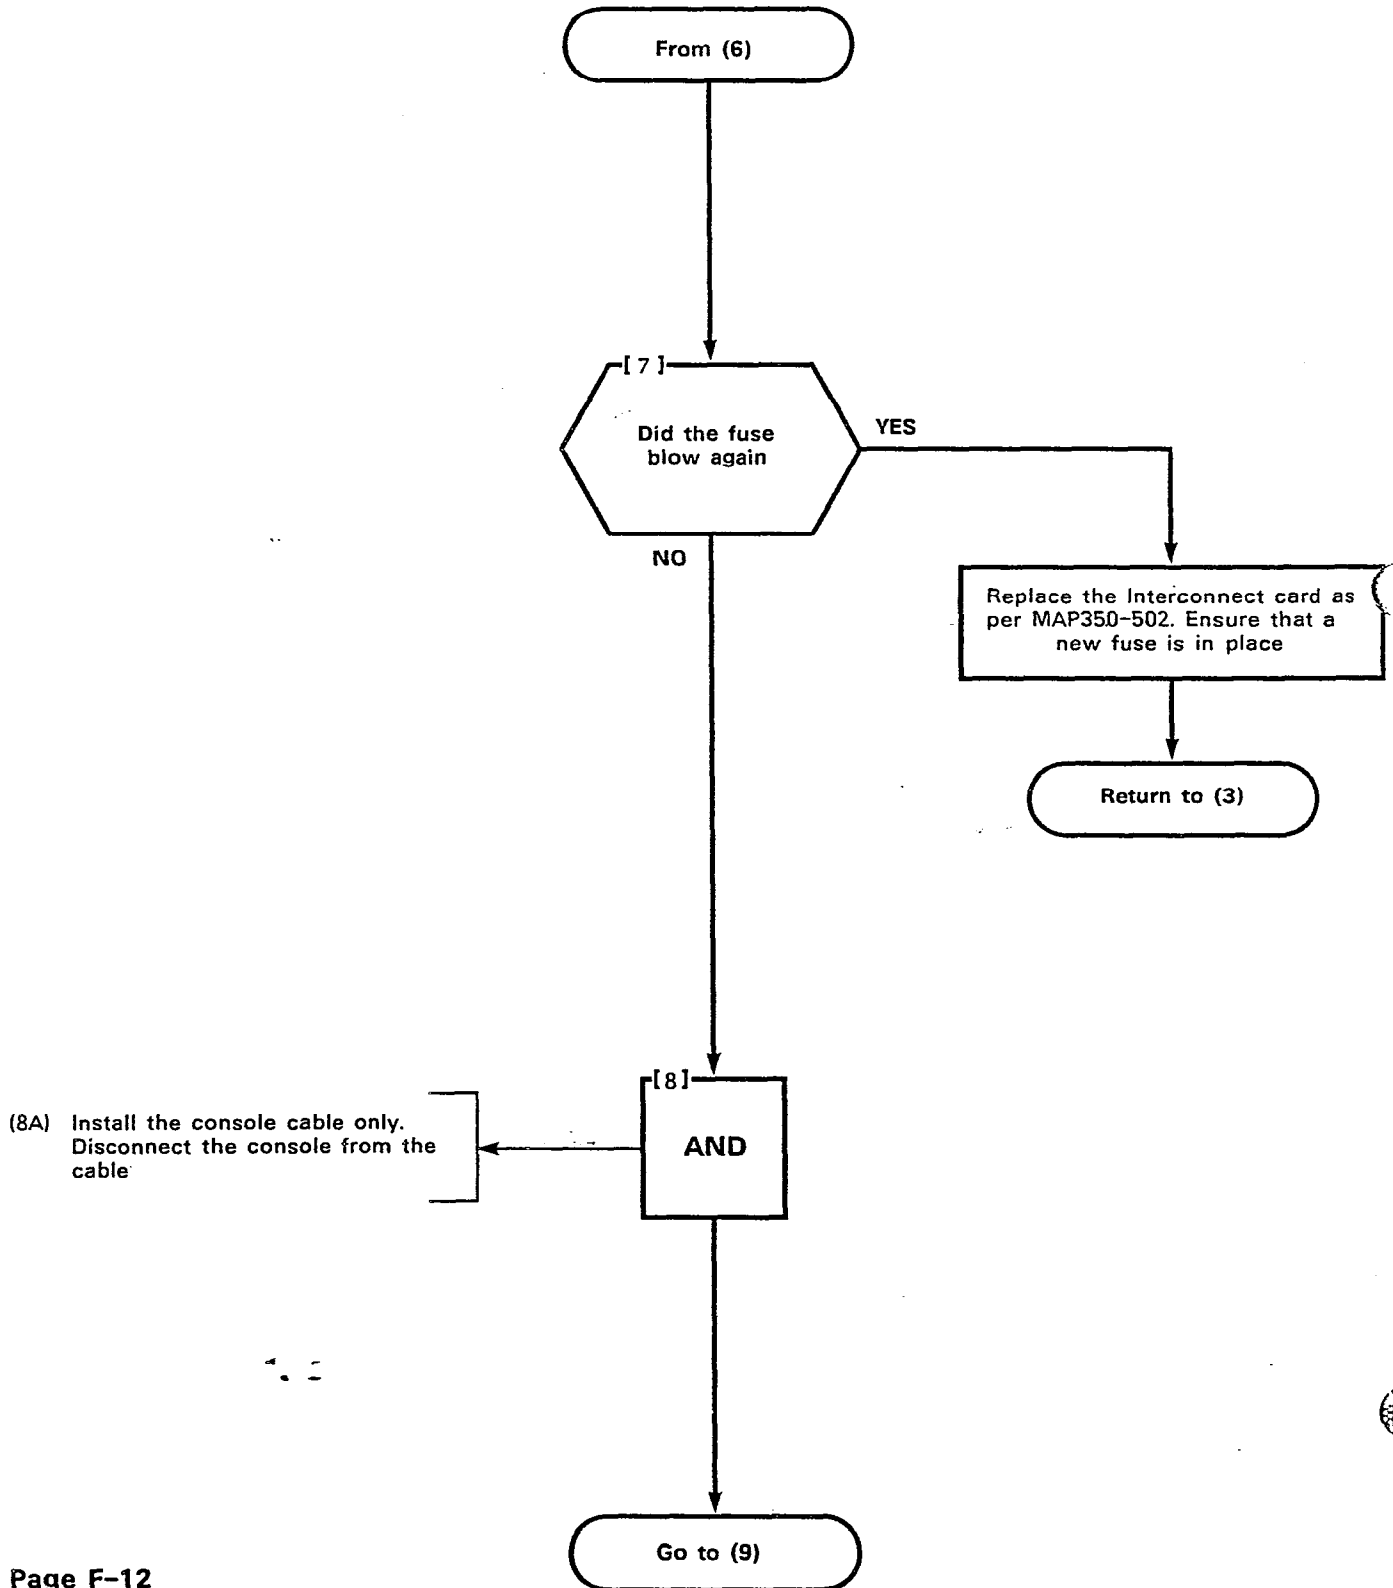 From (6)
[ 7 ]
Did the fuse
blow again
YES
NO
Replace the Interconnect card as
per MAP350-502. Ensure that a
new fuse is in place
Return to (3)
[8]
AND
(8A) Install the console cable only.
Disconnect the console from the
cable
Go to (9)
Page F-12